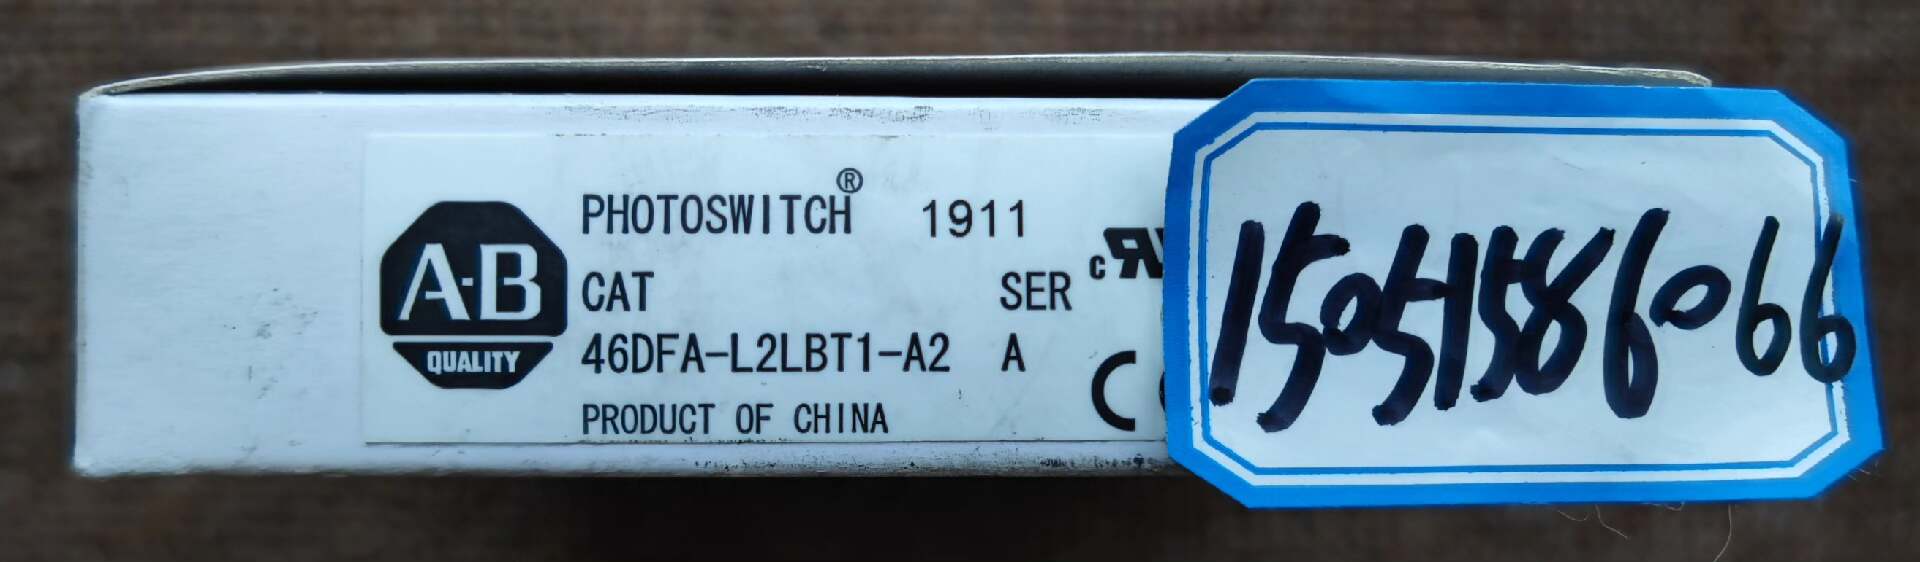 PHOTOSWITCH® 1911
A-B
QUALITY
CAT SER
46DFA-L2LBT1-A2 A
PRODUCT OF CHINA
15051586066